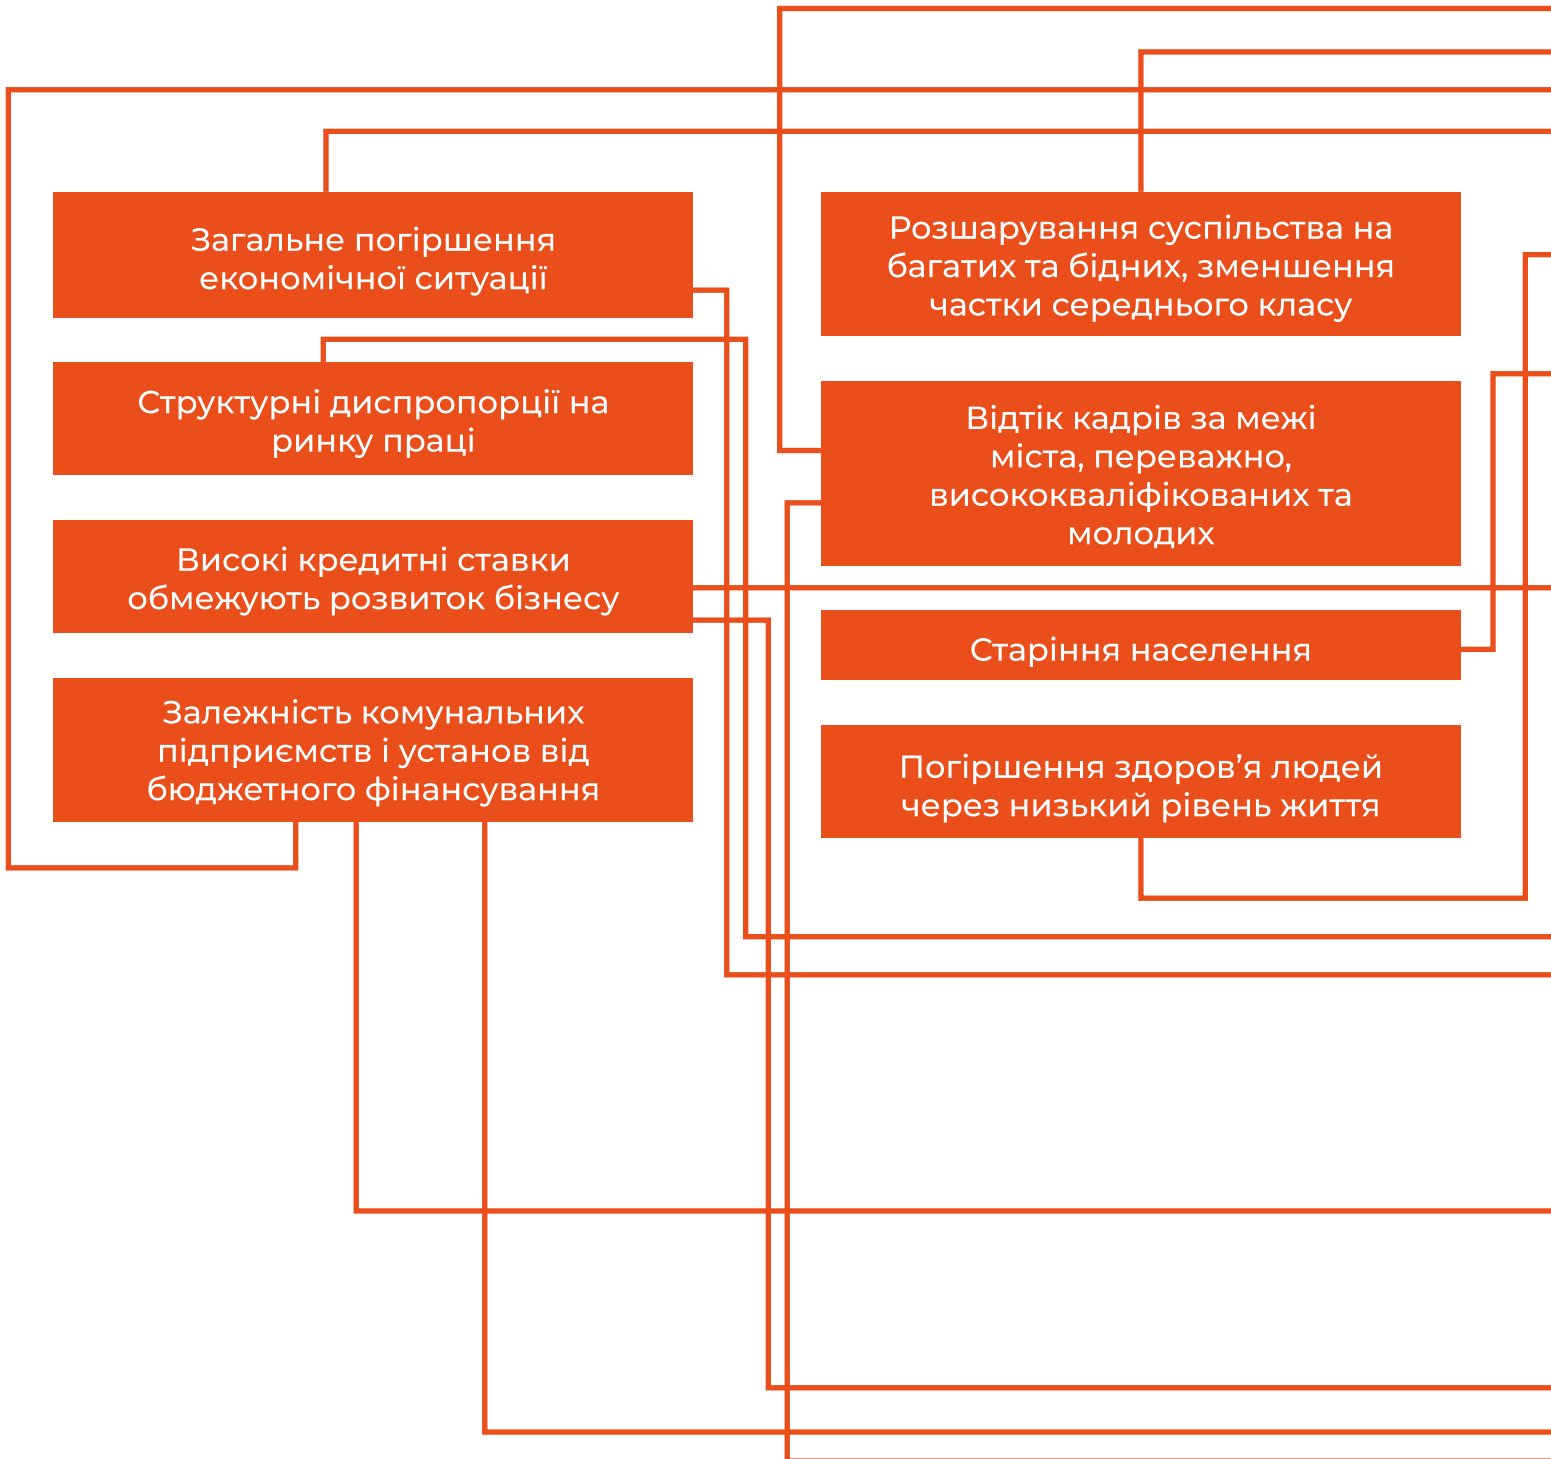 Загальне погіршення
економічної ситуації
Структурні диспропорції на
ринку праці
Високі кредитні ставки
обмежують розвиток бізнесу
Залежність комунальних
підприємств і установ від
бюджетного фінансування
Розшарування суспільства на
багатих та бідних, зменшення
частки середнього класу
Відтік кадрів за межі
міста, переважно,
висококваліфікованих та
молодих
Старіння населення
Погіршення здоров’я людей
через низький рівень життя